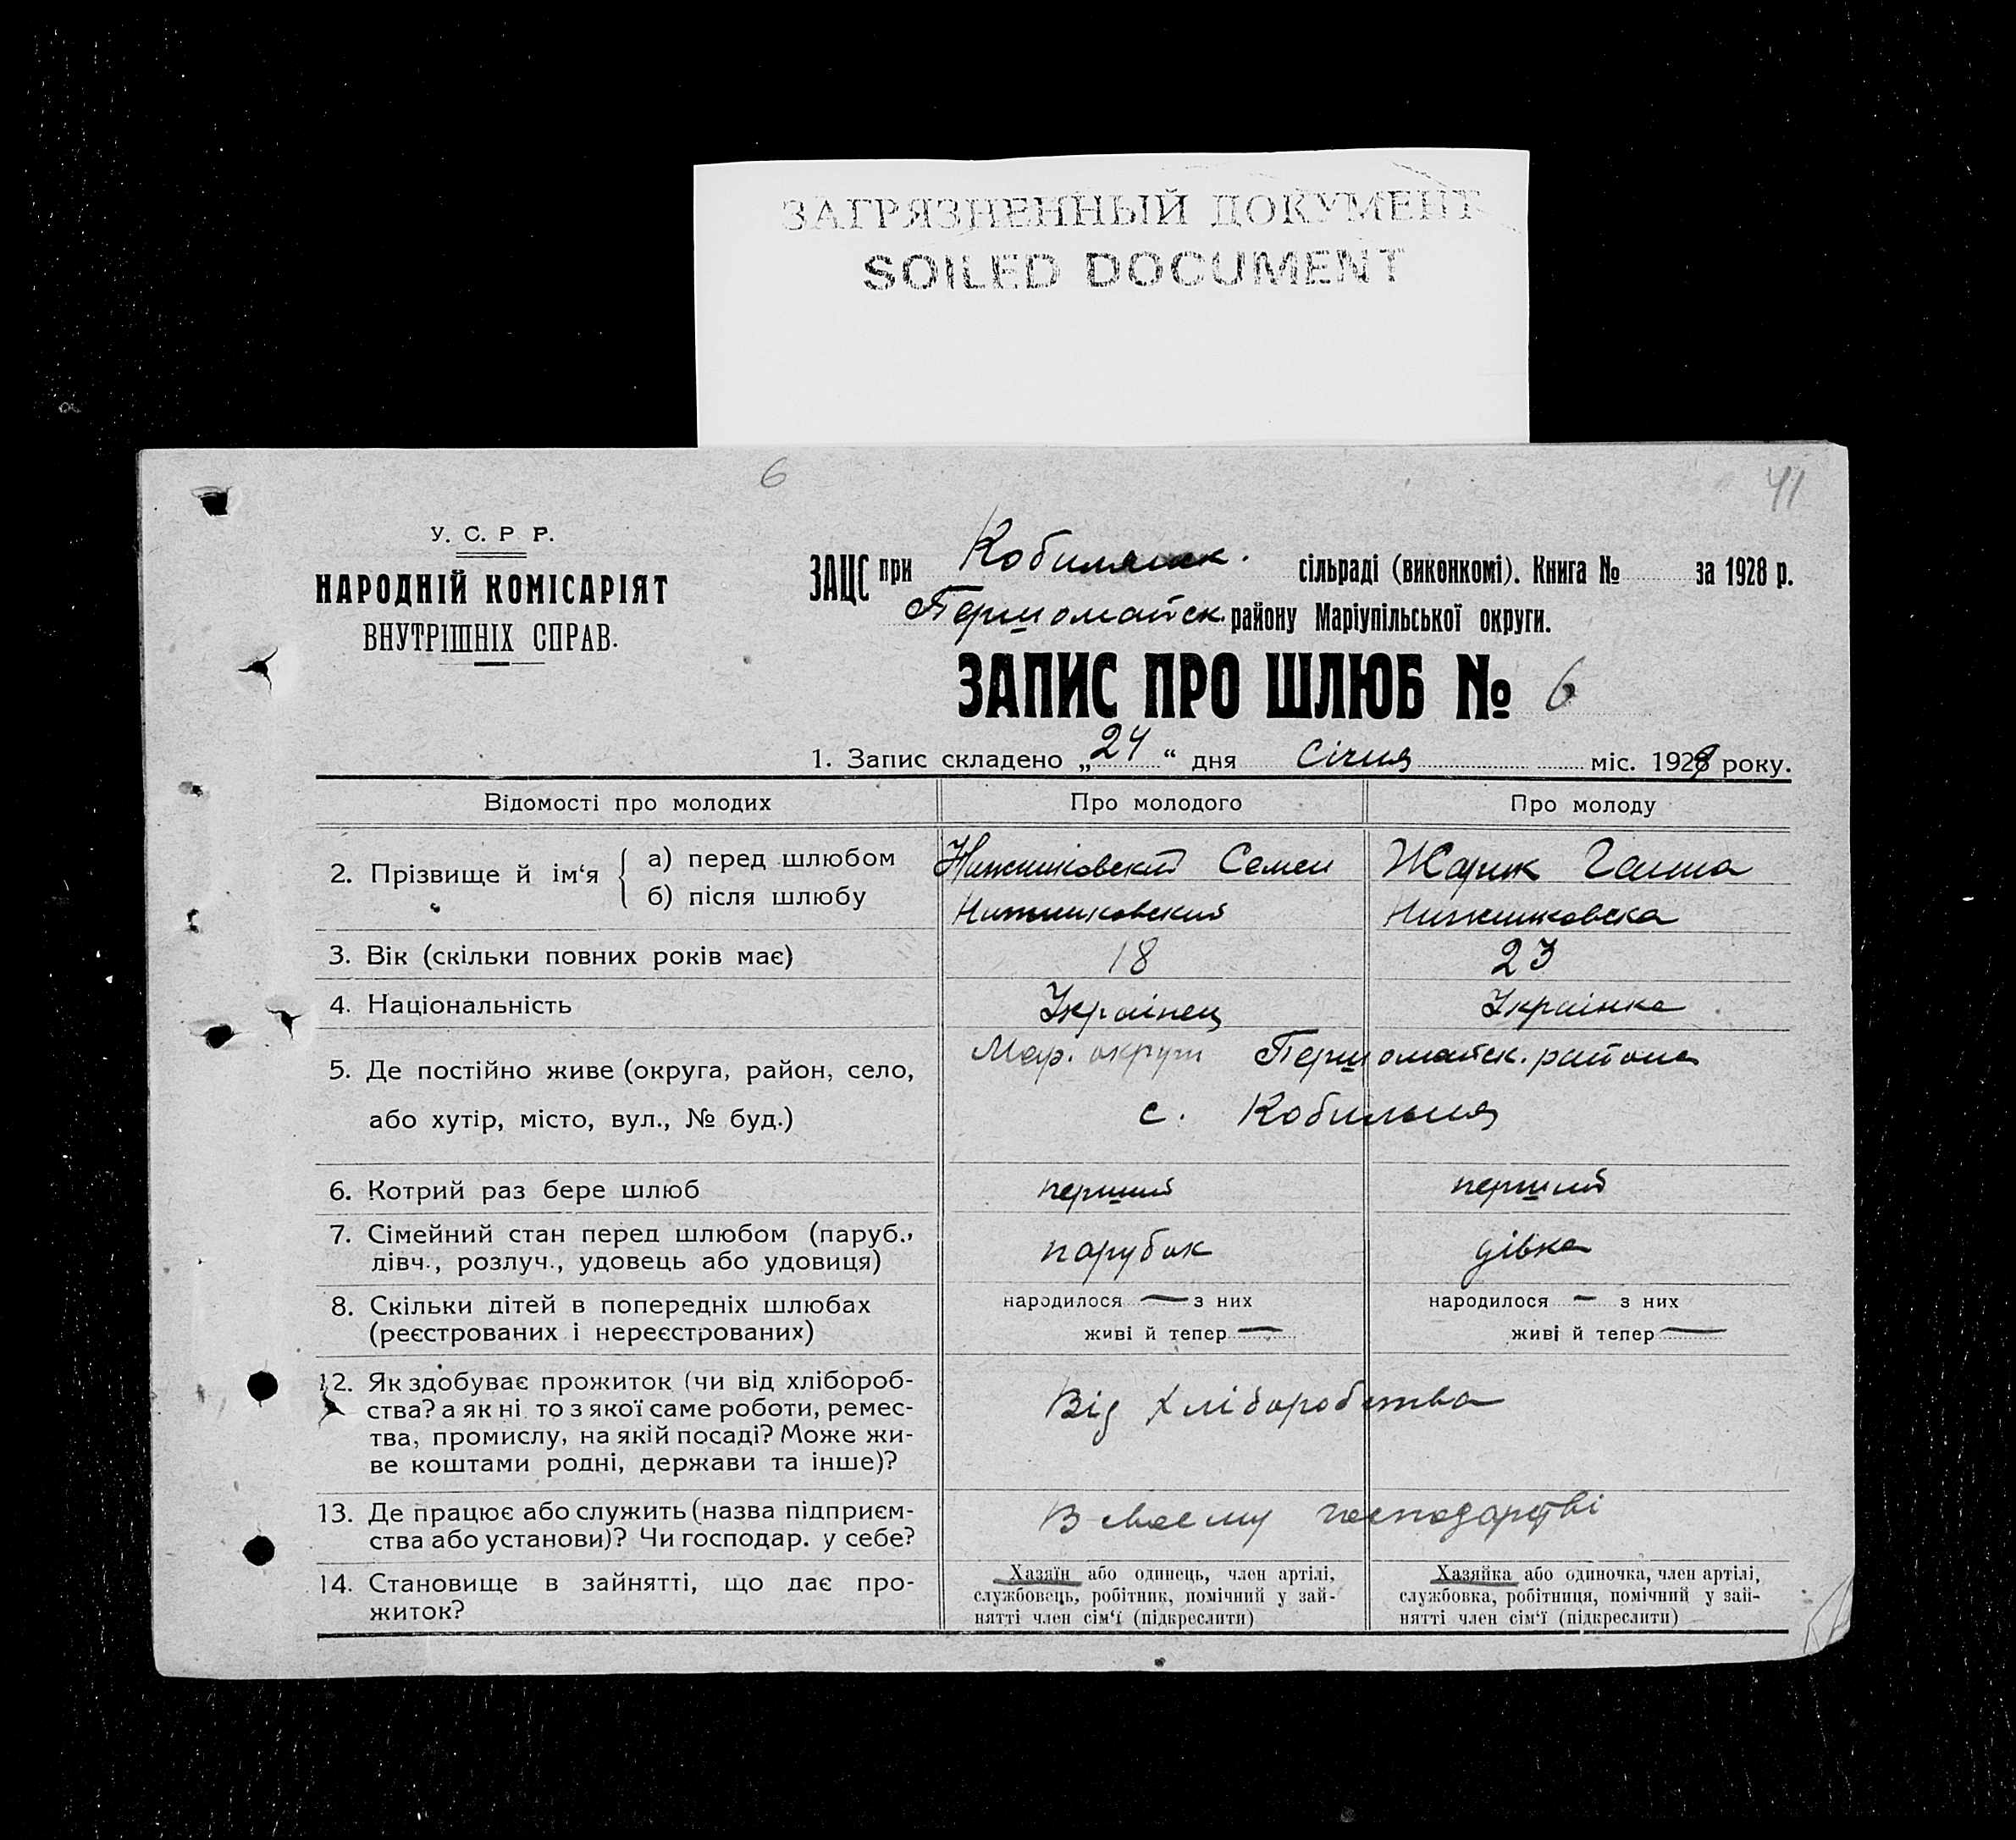 ЗАГРЯЗНЕННЫЙ ДОКУМЕНТ
SOILED DOCUMENT
6
41
У. С. Р. Р.
НАРОДНІЙ КОМІСАРІЯТ
ВНУТРІШНІХ СПРАВ.
ЗАЦС при Кобилянск. сільраді (виконкомі). Книга № за 1928 р.
Першомайск. району Маріупільської округи.
ЗАПИС ПРО ШЛЮБ № 6
1. Запис складено „24“ дня Січня міс. 1929 року.
Відомості про молодих
Про молодого
Про молоду
2. Прізвище й ім‘я
а) перед шлюбом
Семен
Жарик Ганна
б) після шлюбу
3. Вік (скільки повних років має)
18
23
4. Національність
Українец
Українка
5. Де постійно живе (округа, район, село,
Мар. округи Першомайск. района
або хутір, місто, вул., № буд.)
с. Кобильня
6. Котрий раз бере шлюб
перший
перший
7. Сімейний стан перед шлюбом (паруб.,
лівч., розлуч., удовець або удовиця)
парубок
дівка
8. Скільки дітей в попередніх шлюбах
(реєстрованих і нереєстрованих)
народилося — з них
живі й тепер —
народилося — з них
живі й тепер —
12. Як здобуває прожиток (чи від хлібороб-
ства? а як ні то з якої саме роботи, ремес-
тва, промислу, на якій посаді? Може жи-
ве коштами родні, держави та інше)?
Від хліборобства
13. Де працює або служить (назва підприєм-
ства або установи)? Чи господар. у себе?
В своєму господарстві
14. Становище в зайнятті, що дає про-
житок?
Хазяїн або одинець, член артілі,
службовець, робітник, помічний у зай-
нятті член сім‘ї (підкреслити)
Хазяйка або одиночка, член артілі,
службовка, робітниця, помічний у зай-
нятті член сім‘ї (підкреслити)